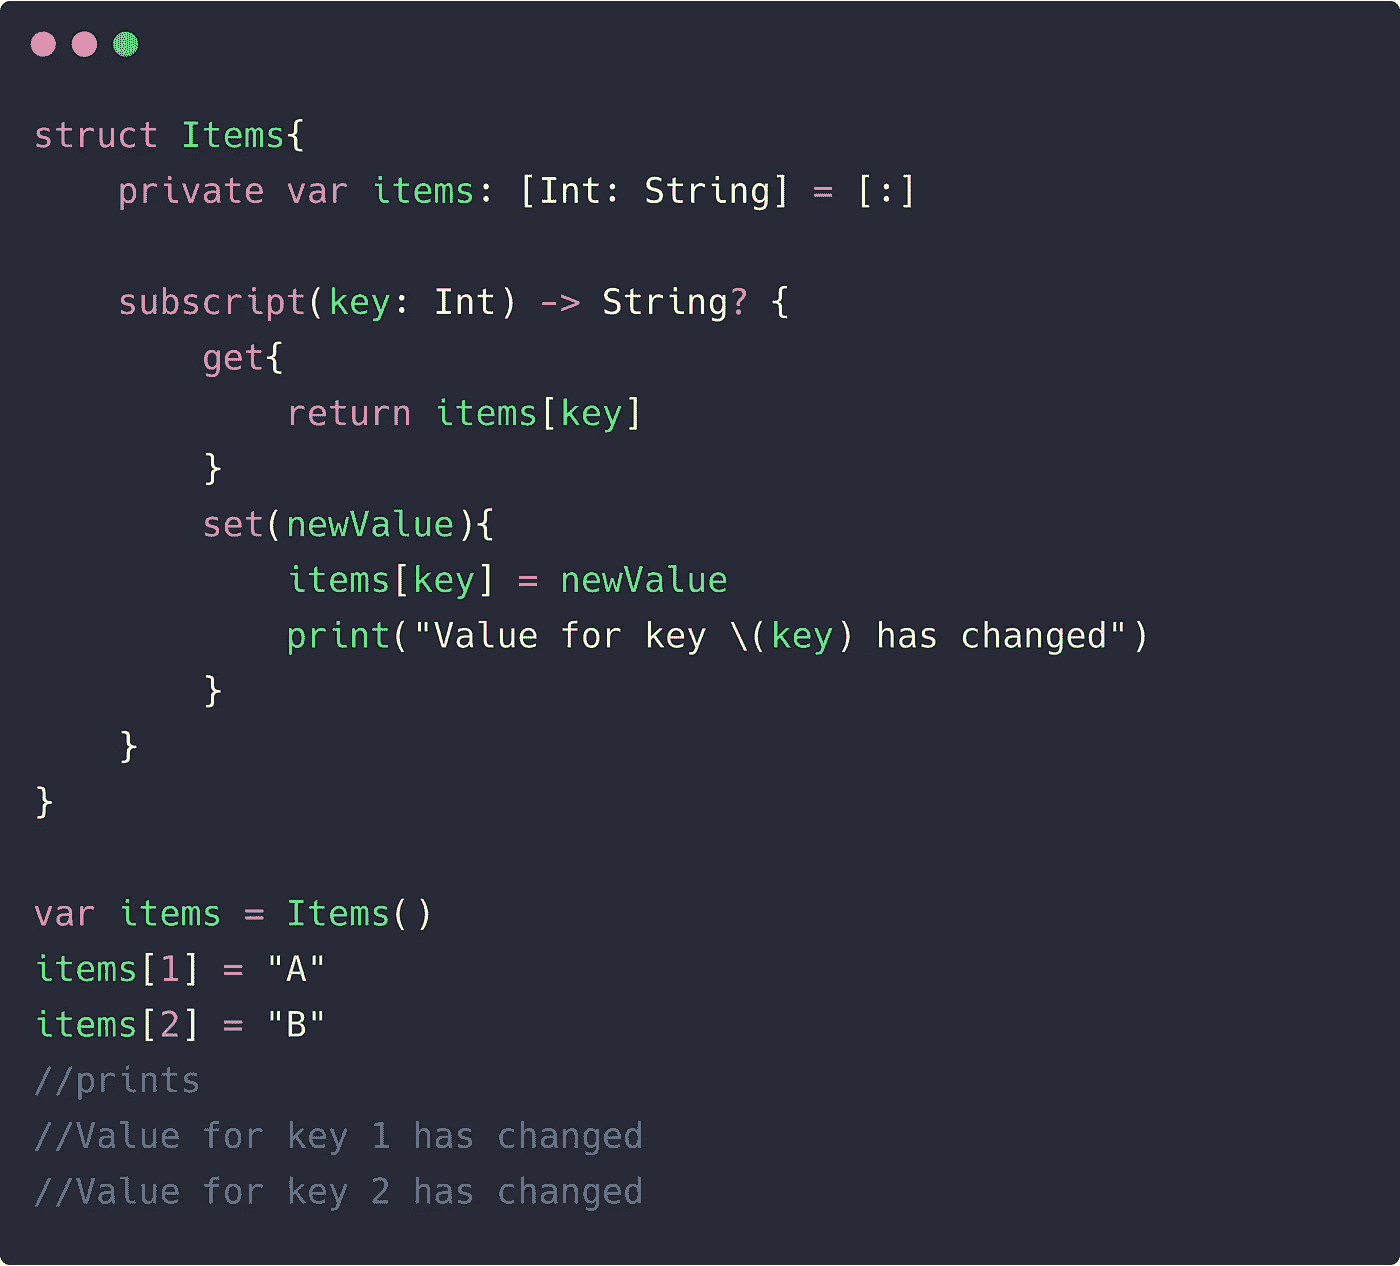 struct Items{
    private var items: [Int: String] = [:]

    subscript(key: Int) -> String? {
        get{
            return items[key]
        }
        set(newValue){
            items[key] = newValue
            print("Value for key \(key) has changed")
        }
    }
}

var items = Items()
items[1] = "A"
items[2] = "B"
//prints
//Value for key 1 has changed
//Value for key 2 has changed